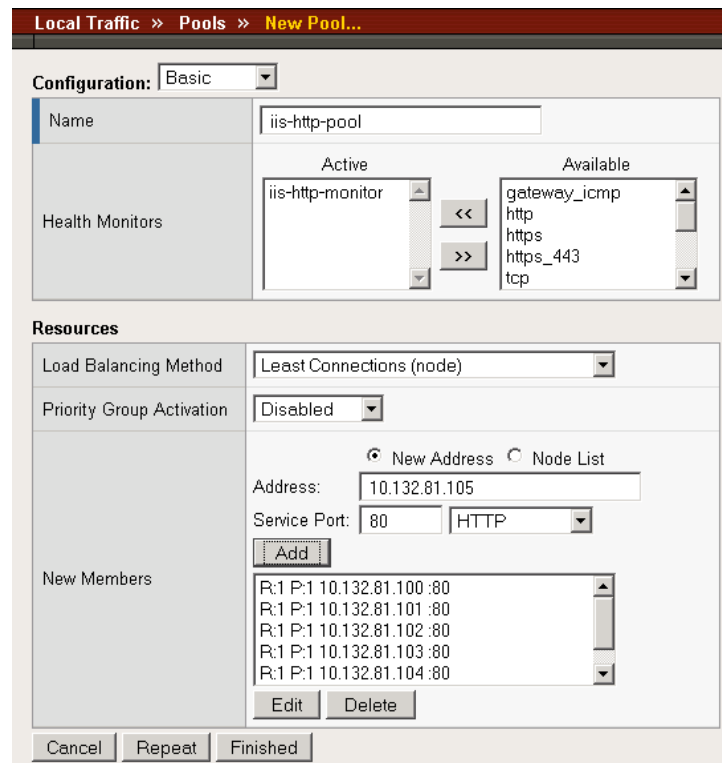 Local Traffic » Pools » New Pool...
Configuration: Basic
Name
iis-http-pool
Health Monitors
Active
Available
iis-http-monitor
<<
>>
gateway_icmp
http
https
https_443
tcp
Resources
Load Balancing Method
Least Connections (node)
Priority Group Activation
Disabled
New Members
New Address
Node List
Address: 10.132.81.105
Service Port: 80 HTTP
Add
R:1 P:1 10.132.81.100 :80
R:1 P:1 10.132.81.101 :80
R:1 P:1 10.132.81.102 :80
R:1 P:1 10.132.81.103 :80
R:1 P:1 10.132.81.104 :80
Edit
Delete
Cancel
Repeat
Finished